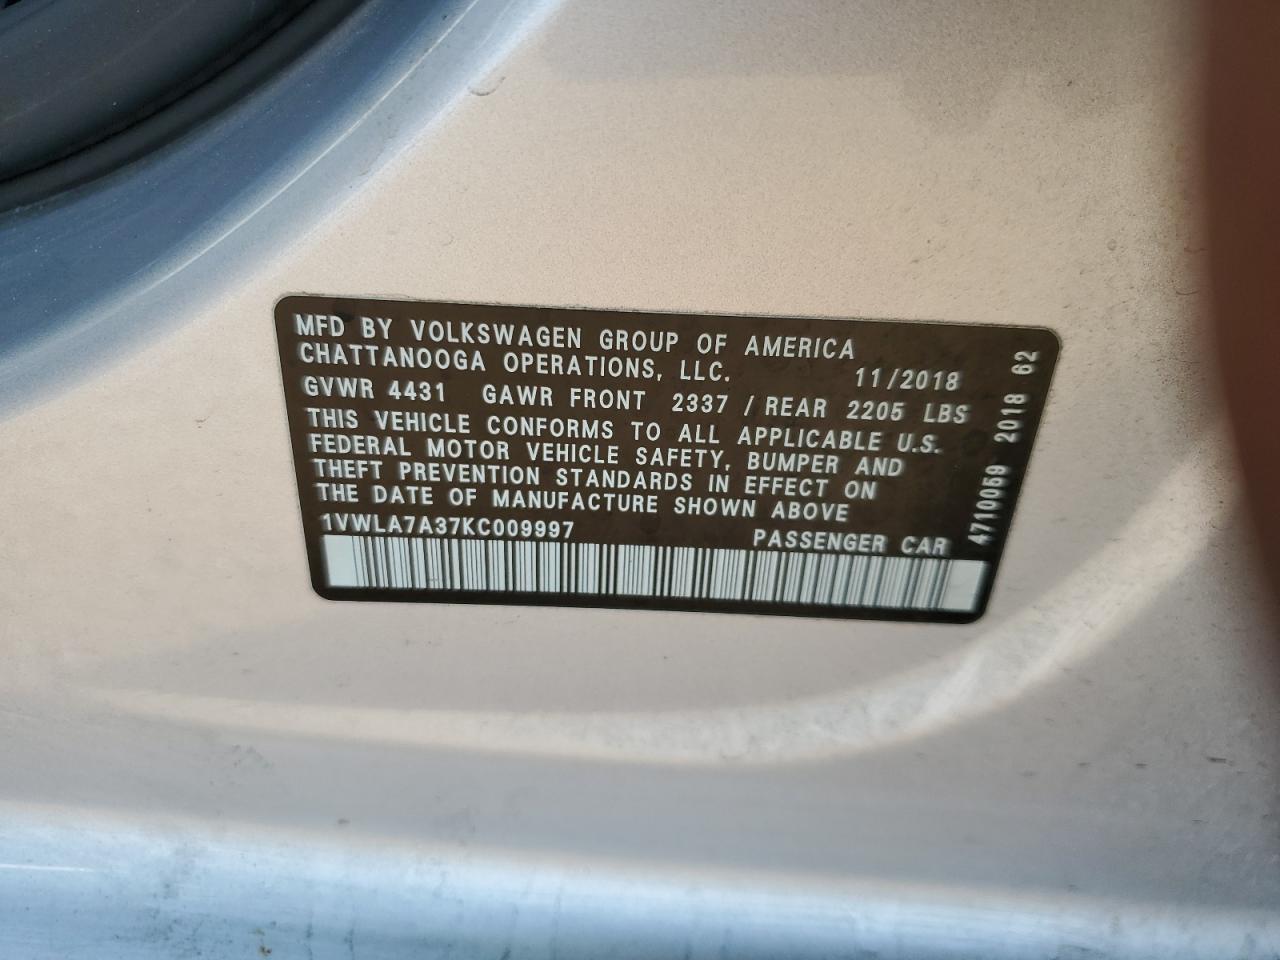 MFD BY VOLKSWAGEN GROUP OF AMERICA
CHATTANOOGA OPERATIONS, LLC. 11/2018
GVWR 4431 GAWR FRONT 2337 / REAR 2205 LBS
THIS VEHICLE CONFORMS TO ALL APPLICABLE U.S.
FEDERAL MOTOR VEHICLE SAFETY, BUMPER AND
THEFT PREVENTION STANDARDS IN EFFECT ON
THE DATE OF MANUFACTURE SHOWN ABOVE
1VWLA7A37KC009997 PASSENGER CAR
4710059 2018 62